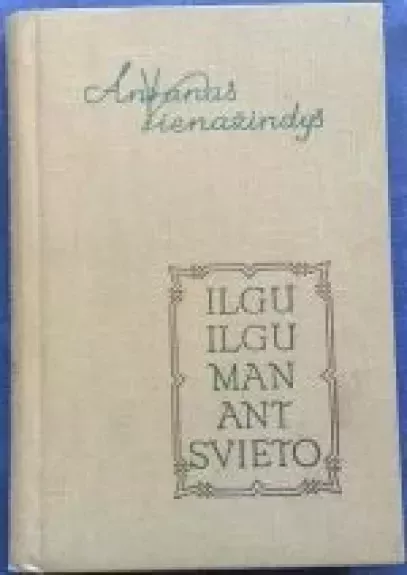 Antanas
Vienažindys
ILGU
ILGU
MAN
ANT
SVIETO